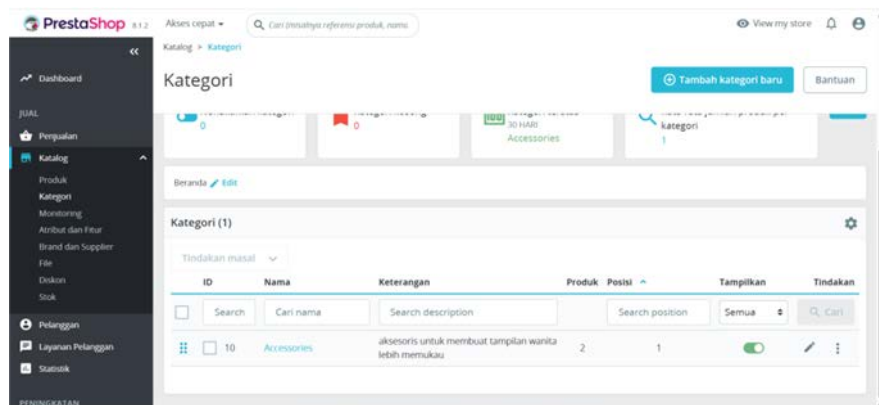 PrestaShop 8.1.2
Akses cepat
Cari (misalnya referensi produk, nama
View my store
Katalog > Kategori
Kategori
Tambah kategori baru
Bantuan
Dashboard
JUAL
Penjualan
Katalog
Produk
Kategori
Monitoring
Atribut dan Fitur
Brand dan Supplier
File
Diskon
Stok
Pelanggan
Layanan Pelanggan
Statistik
PENINGKATAN
0
0
30 HARI
Accessories
kategori
1
Beranda Edit
Kategori (1)
Tindakan masal
ID Nama Keterangan Produk Posisi Tampilkan Tindakan
Search Cari nama Search description Search position Semua Cari
10 Accessories aksesoris untuk membuat tampilan wanita 2 1
lebih memukau